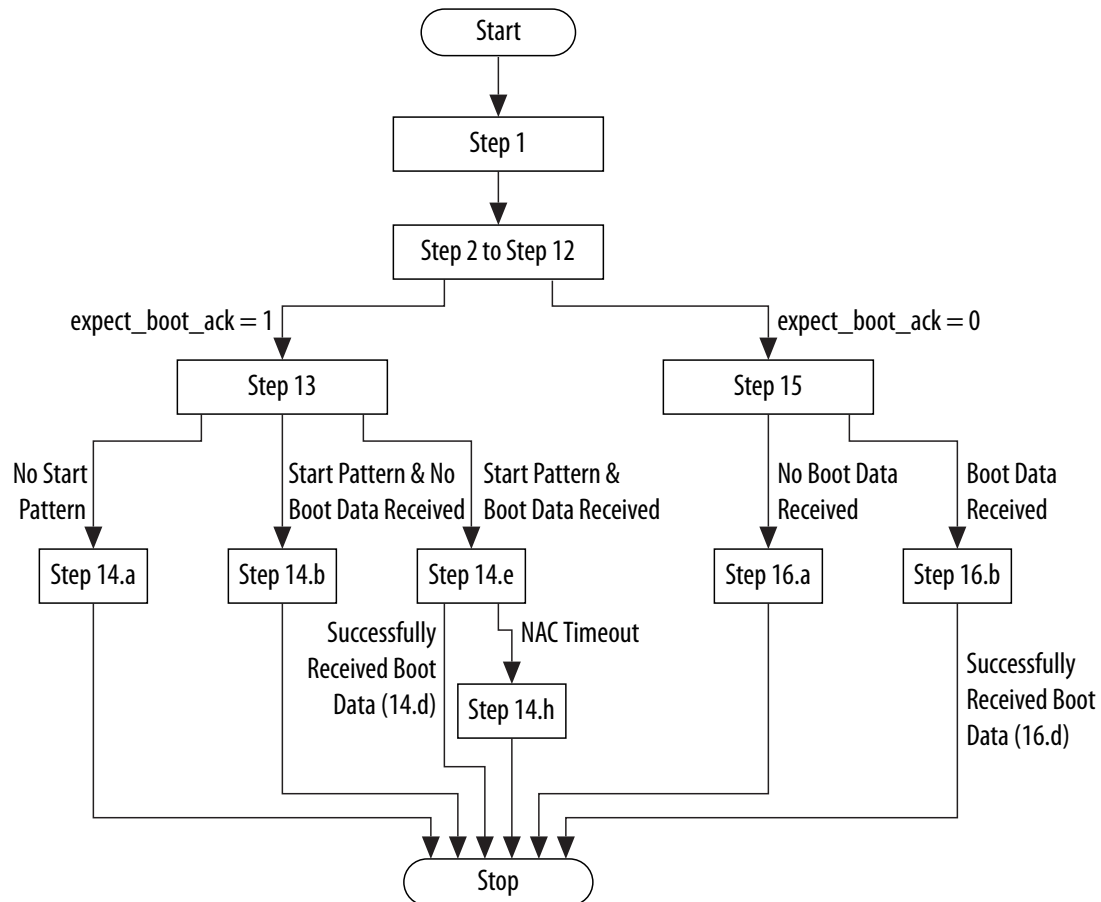 Start
Step 1
Step 2 to Step 12
expect_boot_ack = 1
expect_boot_ack = 0
Step 13
Step 15
No Start
Pattern
Start Pattern & No
Boot Data Received
Start Pattern &
Boot Data Received
No Boot Data
Received
Boot Data
Received
Step 14.a
Step 14.b
Step 14.e
Step 16.a
Step 16.b
Successfully
Received Boot
Data (14.d)
NAC Timeout
Step 14.h
Successfully
Received Boot
Data (16.d)
Stop